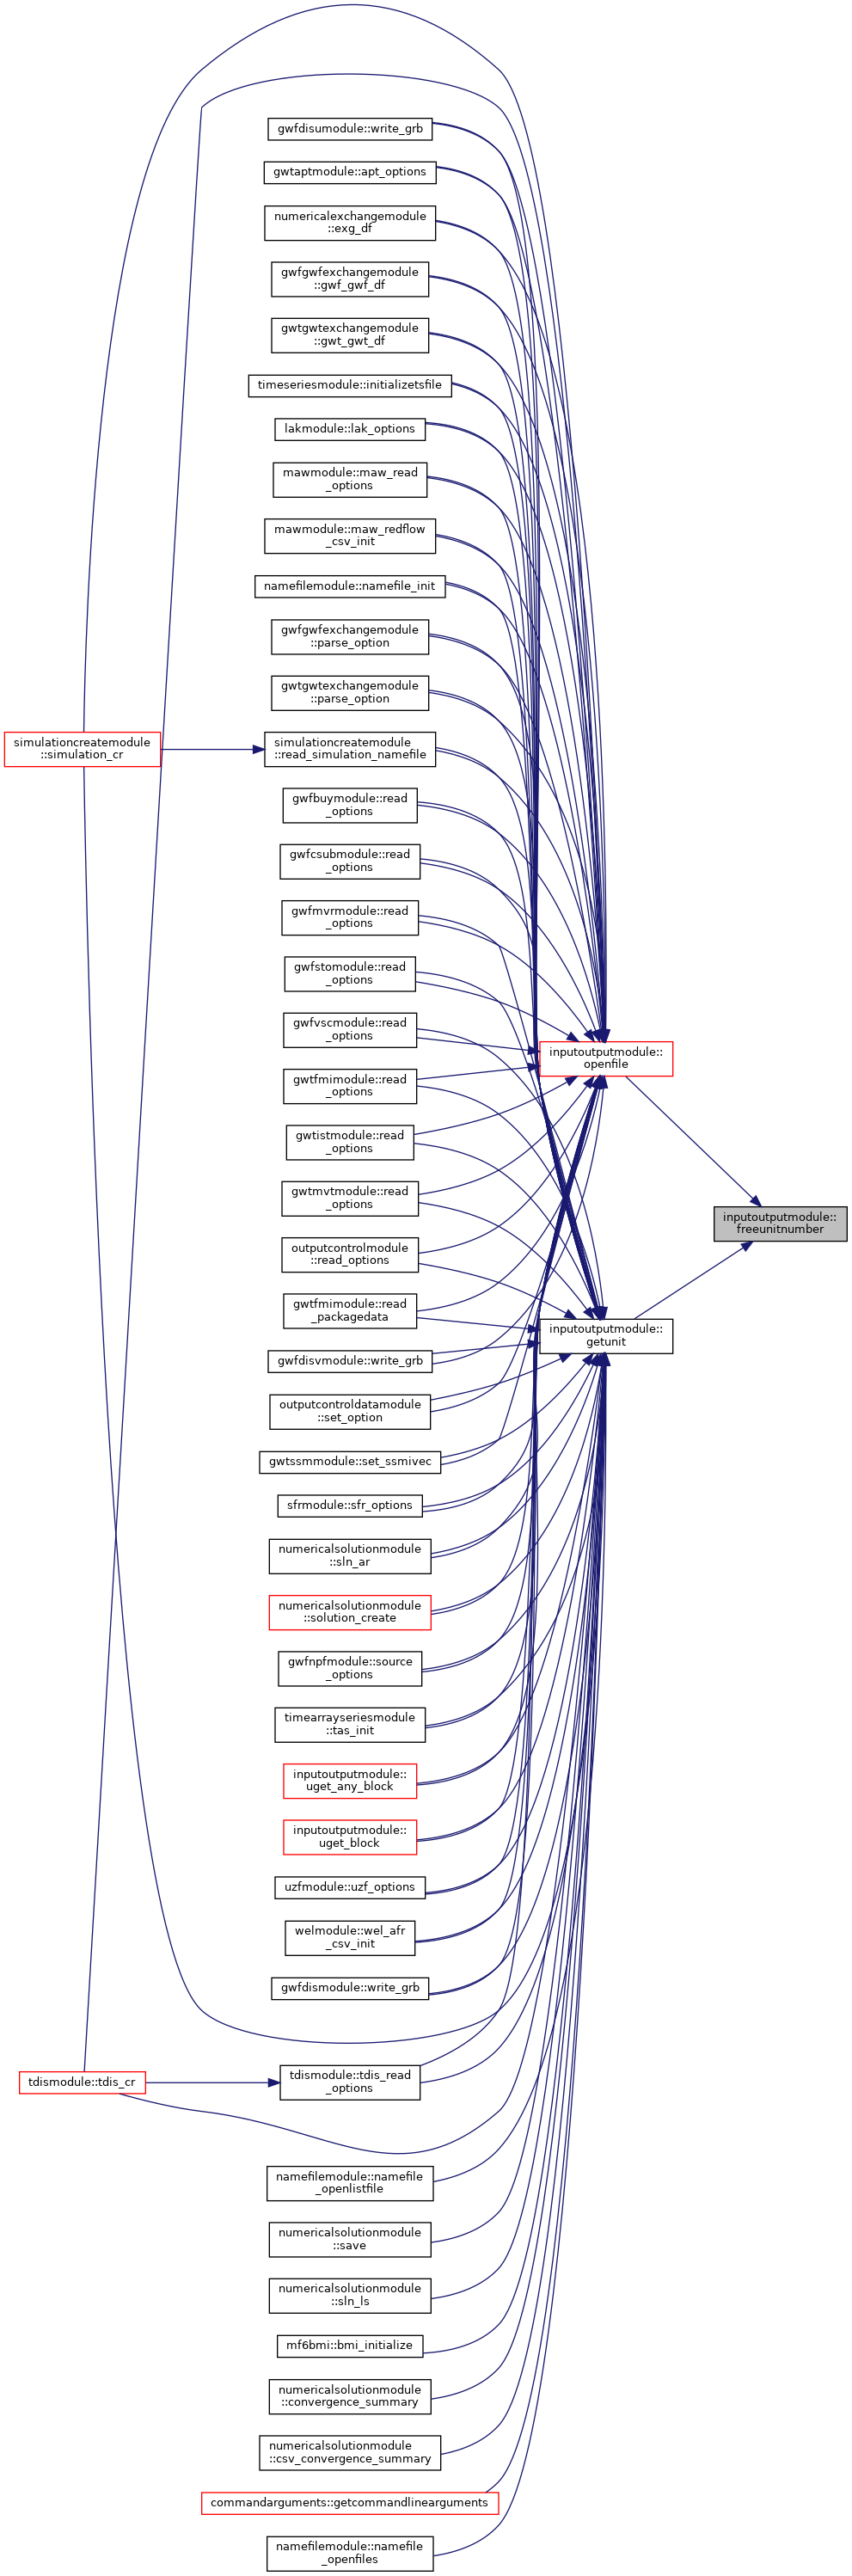 gwfdisumodule::write_grb
gwtaptmodule::apt_options
numericalexchangemodule
::exg_df
gwfgwfexchangemodule
::gwf_gwf_df
gwtgwtexchangemodule
::gwt_gwt_df
timeseriesmodule::initializetsfile
lakmodule::lak_options
mawmodule::maw_read
_options
mawmodule::maw_redflow
_csv_init
namefilemodule::namefile_init
gwfgwfexchangemodule
::parse_option
gwtgwtexchangemodule
::parse_option
simulationcreatemodule
::simulation_cr
simulationcreatemodule
::read_simulation_namefile
gwfbuymodule::read
_options
gwfcsubmodule::read
_options
gwfmvrmodule::read
_options
gwfstomodule::read
_options
gwfvscmodule::read
_options
inputoutputmodule::
openfile
gwtfmimodule::read
_options
gwtistmodule::read
_options
gwtmvtmodule::read
_options
inputoutputmodule::
freeunitnumber
outputcontrolmodule
::read_options
gwtfmimodule::read
_packagedata
inputoutputmodule::
getunit
gwfdisvmodule::write_grb
outputcontroldatamodule
::set_option
gwtssmmodule::set_ssmivec
sfrmodule::sfr_options
numericalsolutionmodule
::sln_ar
numericalsolutionmodule
::solution_create
gwfnpfmodule::source
_options
timearrayseriesmodule
::tas_init
inputoutputmodule::
uget_any_block
inputoutputmodule::
uget_block
uzfmodule::uzf_options
welmodule::wel_afr
_csv_init
gwfdismodule::write_grb
tdismodule::tdis_cr
tdismodule::tdis_read
_options
namefilemodule::namefile
_openlistfile
numericalsolutionmodule
::save
numericalsolutionmodule
::sln_ls
mf6bmi::bmi_initialize
numericalsolutionmodule
::convergence_summary
numericalsolutionmodule
::csv_convergence_summary
commandarguments::getcommandlinearguments
namefilemodule::namefile
_openfiles